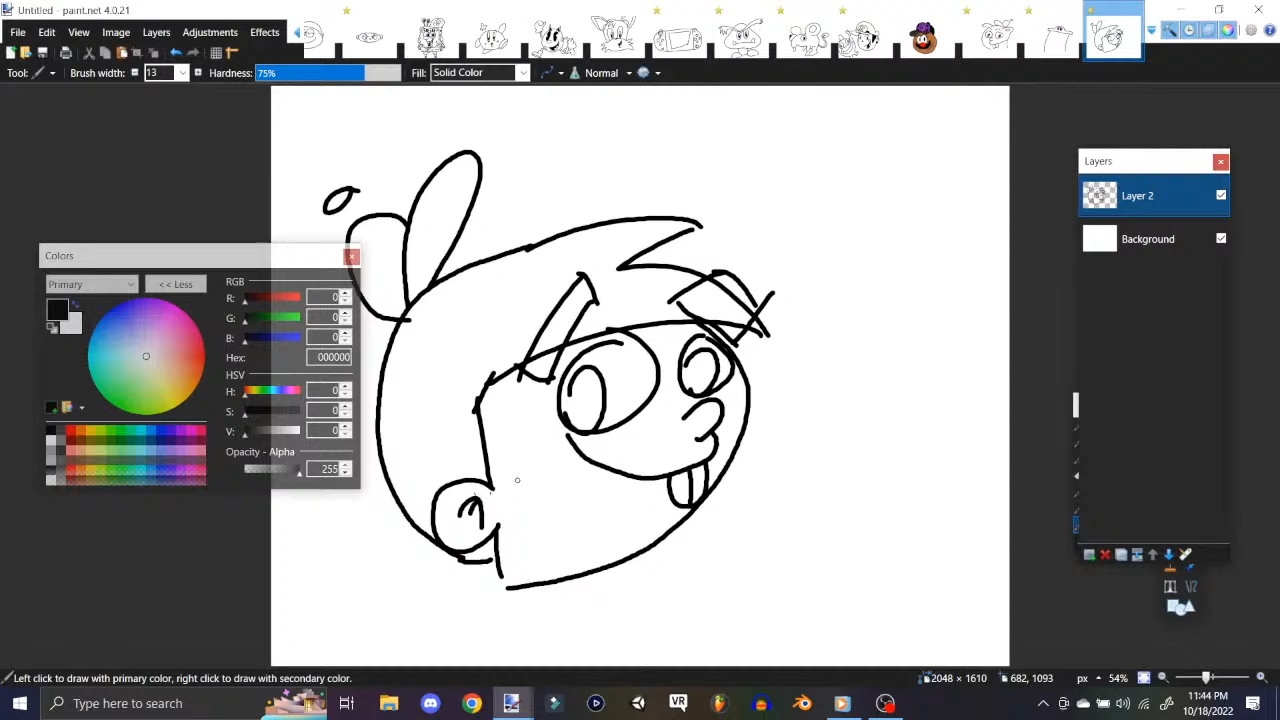 Untitled - paint.net 4.0.21
File Edit View Image Layers Adjustments Effects
Tool: Brush width: 13 Hardness: 75% Fill: Solid Color Normal
Layers
Layer 2
Background
Colors
Primary << Less
RGB
R: 0
G: 0
B: 0
Hex: 000000
HSV
H: 0
S: 0
V: 0
Opacity - Alpha
255
Left click to draw with primary color, right click to draw with secondary color. 2048 × 1610 682, 1093 px 54%
Type here to search
VR
11:44 PM
10/18/2022